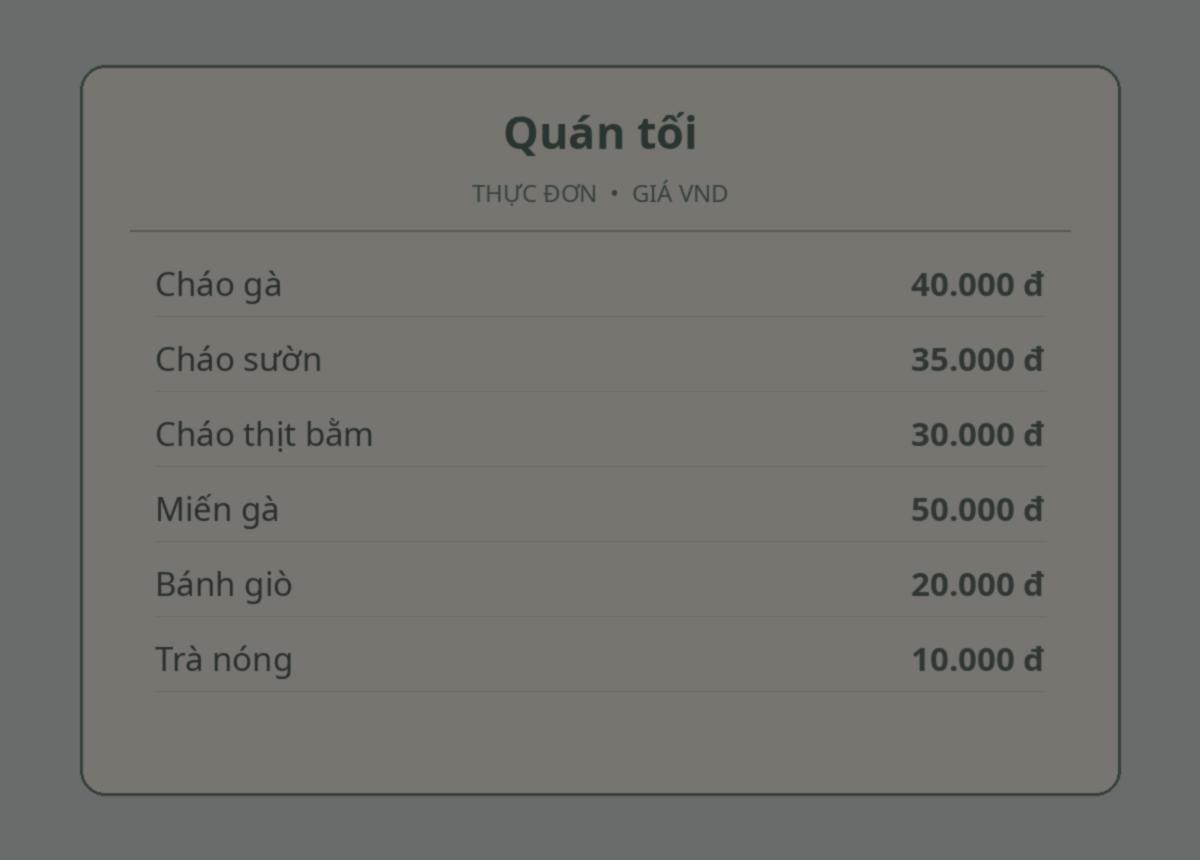 Quán tối
THỰC ĐƠN • GIÁ VND
Cháo gà 40.000 đ
Cháo sườn 35.000 đ
Cháo thịt bằm 30.000 đ
Miến gà 50.000 đ
Bánh giò 20.000 đ
Trà nóng 10.000 đ